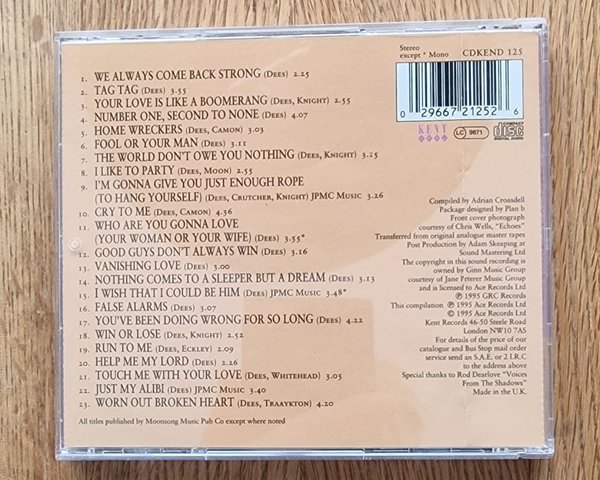 Stereo
except * Mono
CDKEND 125
0 29667 21252 6
KENT
LC 9871
COMPACT
disc
DIGITAL AUDIO
1. WE ALWAYS COME BACK STRONG (Dees) 2.25
2. TAG TAG (Dees) 3.55
3. YOUR LOVE IS LIKE A BOOMERANG (Dees, Knight) 2.55
4. NUMBER ONE, SECOND TO NONE (Dees) 4.07
5. HOME WRECKERS (Dees, Camon) 3.03
6. FOOL OR YOUR MAN (Dees) 3.11
7. THE WORLD DON'T OWE YOU NOTHING (Dees, Knight) 3.15
8. I LIKE TO PARTY (Dees, Moon) 2.55
9. I'M GONNA GIVE YOU JUST ENOUGH ROPE
(TO HANG YOURSELF) (Dees, Crutcher, Knight) JPMC Music 3.26
10. CRY TO ME (Dees, Camon) 4.36
11. WHO ARE YOU GONNA LOVE
(YOUR WOMAN OR YOUR WIFE) (Dees) 3.55*
12. GOOD GUYS DON'T ALWAYS WIN (Dees) 3.16
13. VANISHING LOVE (Dees) 3.00
14. NOTHING COMES TO A SLEEPER BUT A DREAM (Dees) 3.13
15. I WISH THAT I COULD BE HIM (Dees) JPMC Music 3.48*
16. FALSE ALARMS (Dees) 3.07
17. YOU'VE BEEN DOING WRONG FOR SO LONG (Dees) 4.22
18. WIN OR LOSE (Dees, Knight) 2.52
19. RUN TO ME (Dees, Eckley) 2.09
20. HELP ME MY LORD (Dees) 2.26
21. TOUCH ME WITH YOUR LOVE (Dees, Whitehead) 3.05
22. JUST MY ALIBI (Dees) JPMC Music 3.40
23. WORN OUT BROKEN HEART (Dees, Traaykton) 4.20
All titles published by Moonsong Music Pub Co except where noted
Compiled by Adrian Croasdell
Package designed by Plan b
Front cover photograph
courtesy of Chris Wells, "Echoes"
Transferred from original analogue master tapes
Post Production by Adam Skeaping at
Sound Mastering Ltd
The copyright in this sound recording is
owned by Ginn Music Group
courtesy of Jane Peterer Music Group
and is licensed to Ace Records Ltd
℗ 1995 GRC Records
This compilation ℗ 1995 Ace Records Ltd
© 1995 Ace Records Ltd
Kent Records 46-50 Steele Road
London NW10 7AS
For details of the price of our
catalogue and Bus Stop mail order
service send an S.A.E. or 2 I.R.C
to the address above
Special thanks to Rod Dearlove "Voices
From The Shadows"
Made in the U.K.